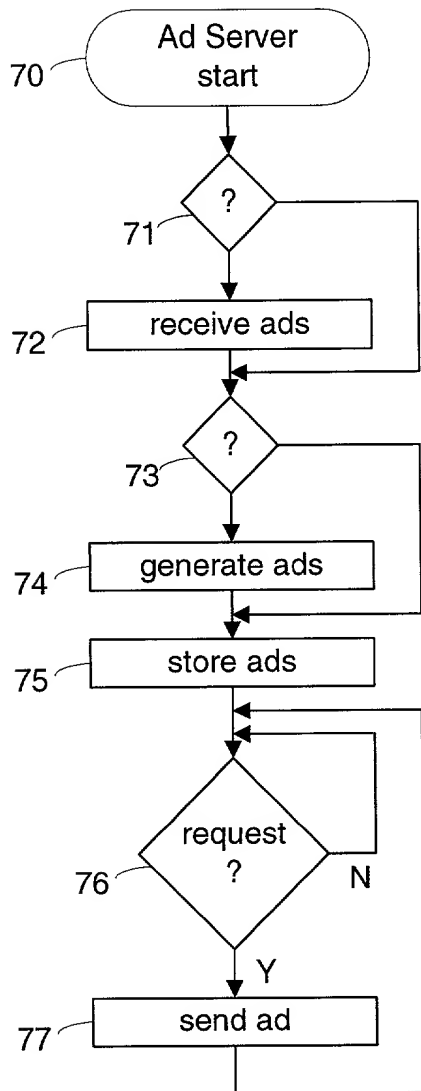 Ad Server
start
70
?
71
receive ads
72
?
73
generate ads
74
store ads
75
request
?
76
N
Y
send ad
77